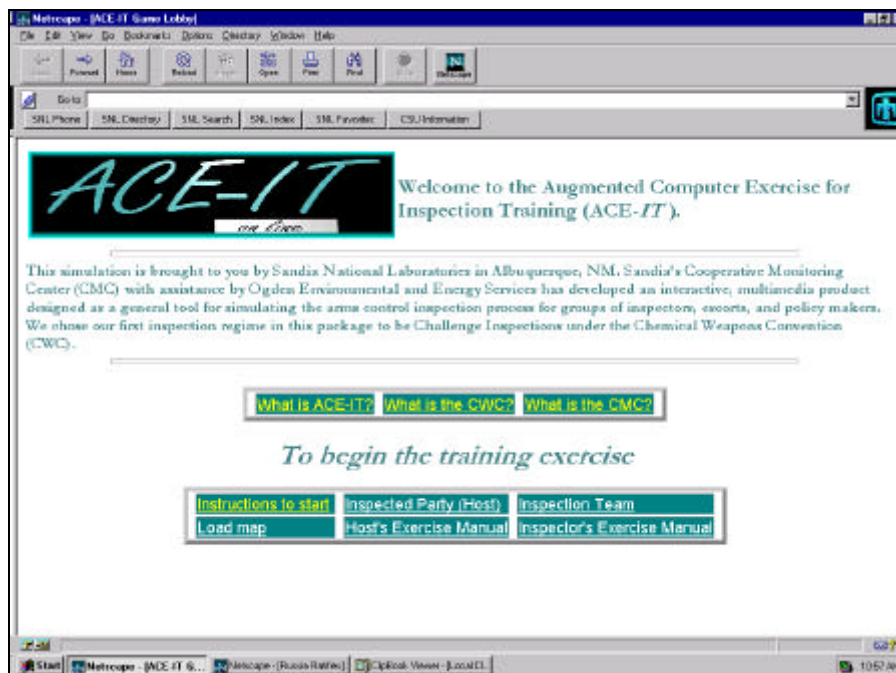 Netscape - [ACE-IT Game Lobby]
File Edit View Go Bookmarks Options Directory Window Help
Forward Home Reload Open Print Find Netscape
Go to:
SNL Phone SNL Directory SNL Search SNL Index SNL Favorites CSU Information
ACE-IT
on line
Welcome to the Augmented Computer Exercise for
Inspection Training (ACE-IT ).
This simulation is brought to you by Sandia National Laboratories in Albuquerque, NM. Sandia's Cooperative Monitoring
Center (CMC) with assistance by Ogden Environmental and Energy Services has developed an interactive, multimedia product
designed as a general tool for simulating the arms control inspection process for groups of inspectors, escorts, and policy makers.
We chose our first inspection regime in this package to be Challenge Inspections under the Chemical Weapons Convention
(CWC).
What is ACE-IT? What is the CWC? What is the CMC?
To begin the training exercise
Instructions to start Inspected Party (Host) Inspection Team
Load map Host's Exercise Manual Inspector's Exercise Manual
Start Netscape - [ACE-IT G... Netscape - [Russia Ratifies] ClipBook Viewer - [Local Cl... 10:57 AM